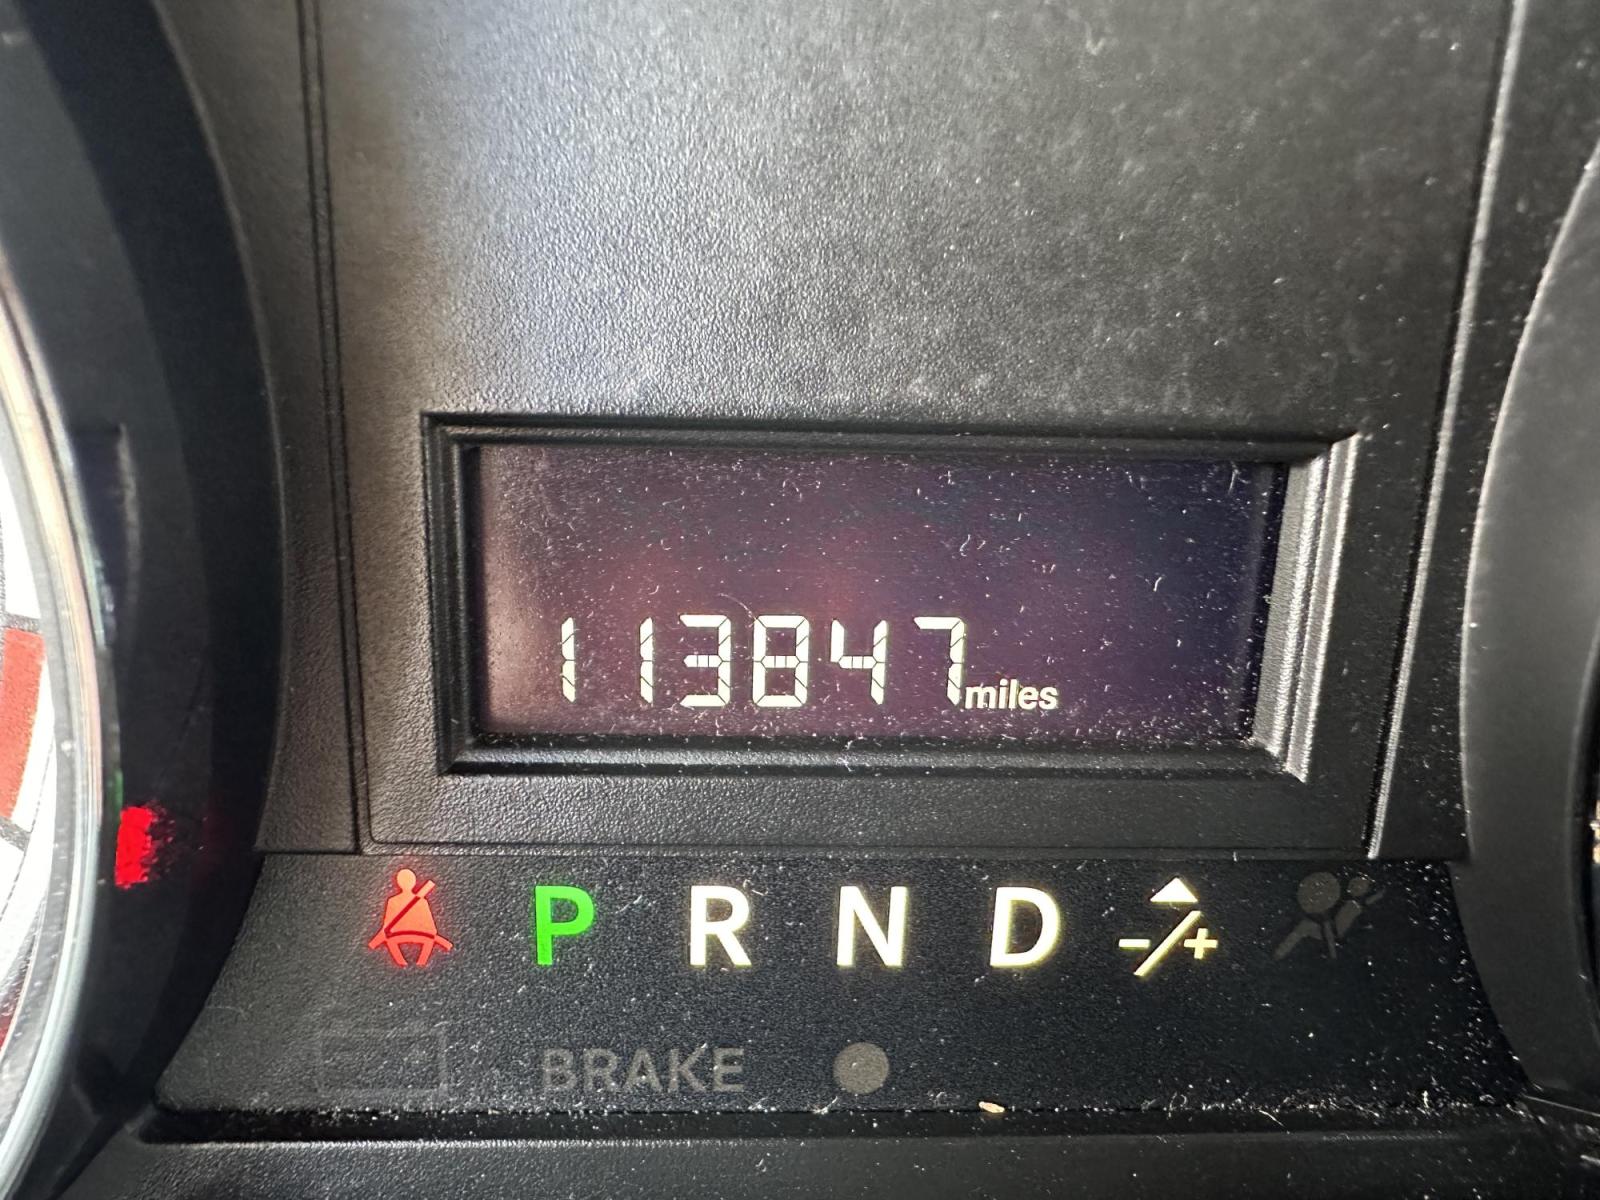 113847miles
P R N D -/+
BRAKE